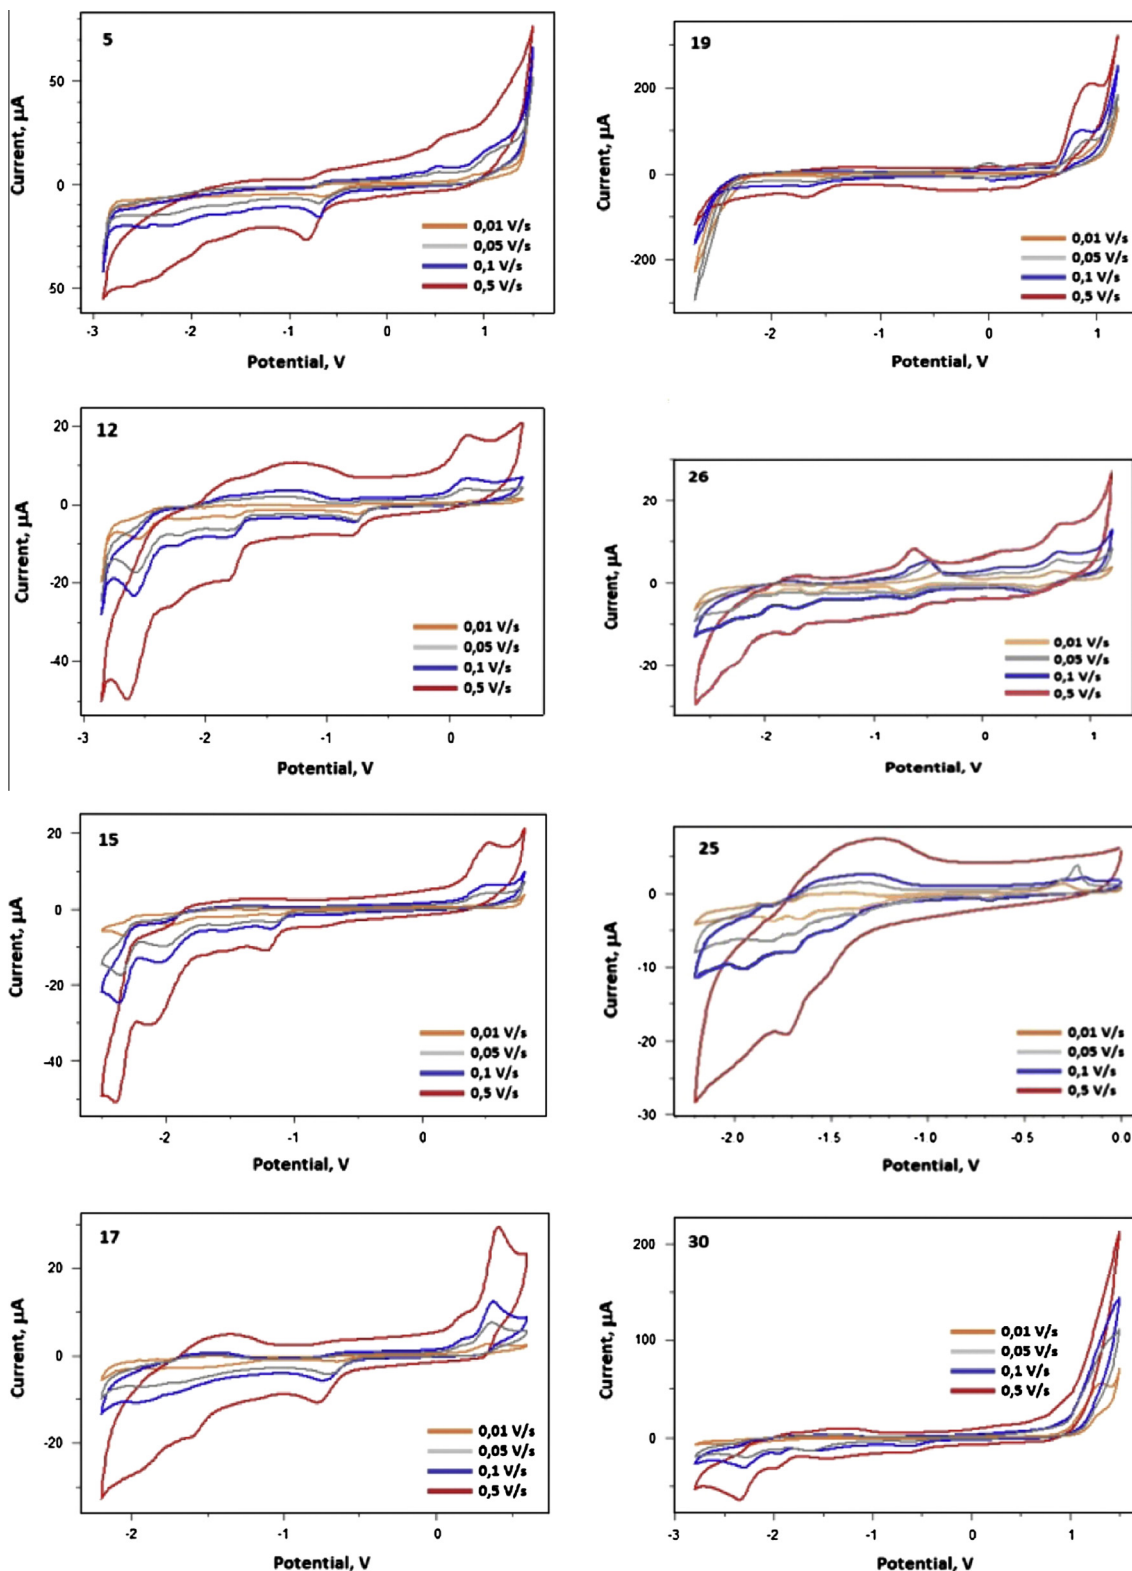 5
Current, µA
50
0
50
-3
-2
-1
0
1
Potential, V
0,01 V/s
0,05 V/s
0,1 V/s
0,5 V/s
19
Current, µA
200
0
-200
-2
-1
0
1
Potential, V
0,01 V/s
0,05 V/s
0,1 V/s
0,5 V/s
12
Current, µA
20
0
-20
-40
-3
-2
-1
0
Potential, V
0,01 V/s
0,05 V/s
0,1 V/s
0,5 V/s
26
Current, µA
20
0
-20
-2
-1
0
1
Potential, V
0,01 V/s
0,05 V/s
0,1 V/s
0,5 V/s
15
Current, µA
20
0
-20
-40
-2
-1
0
Potential, V
0,01 V/s
0,05 V/s
0,1 V/s
0,5 V/s
25
Current, µA
0
-10
-20
-30
-2 0
-1 5
-1 0
-0 5
0 0
Potential, V
0,01 V/s
0,05 V/s
0,1 V/s
0,5 V/s
17
Current, µA
20
0
-20
-2
-1
0
Potential, V
0,01 V/s
0,05 V/s
0,1 V/s
0,5 V/s
30
Current, µA
200
100
0
-3
-2
-1
0
1
Potential, V
0,01 V/s
0,05 V/s
0,1 V/s
0,5 V/s